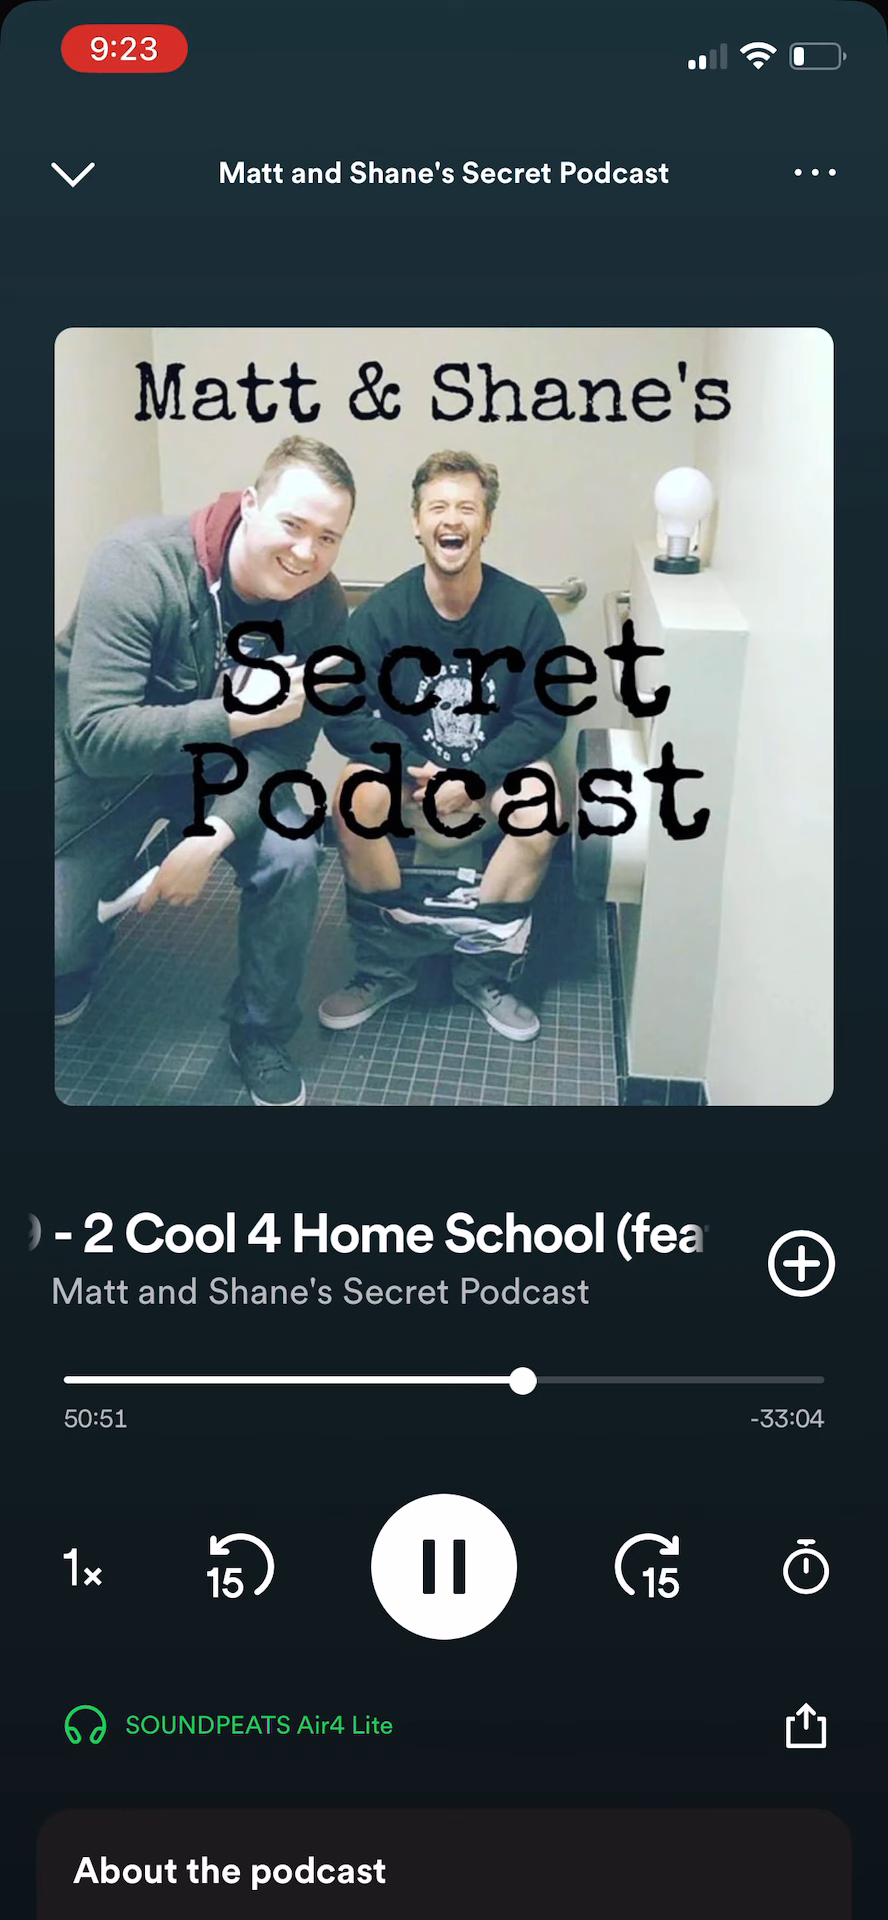 9:23
Matt and Shane's Secret Podcast
Matt & Shane's
Secret
Podcast
- 2 Cool 4 Home School (fea
Matt and Shane's Secret Podcast
50:51
-33:04
1x
15
15
SOUNDPEATS Air4 Lite
About the podcast